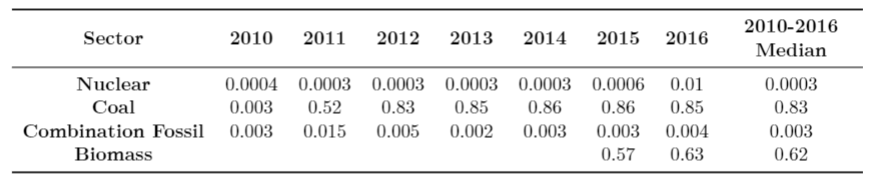 Sector 2010 2011 2012 2013 2014 2015 2016 2010-2016 Median
Nuclear 0.0004 0.0003 0.0003 0.0003 0.0003 0.0006 0.01 0.0003
Coal 0.003 0.52 0.83 0.85 0.86 0.86 0.85 0.83
Combination Fossil 0.003 0.015 0.005 0.002 0.003 0.003 0.004 0.003
Biomass 0.57 0.63 0.62